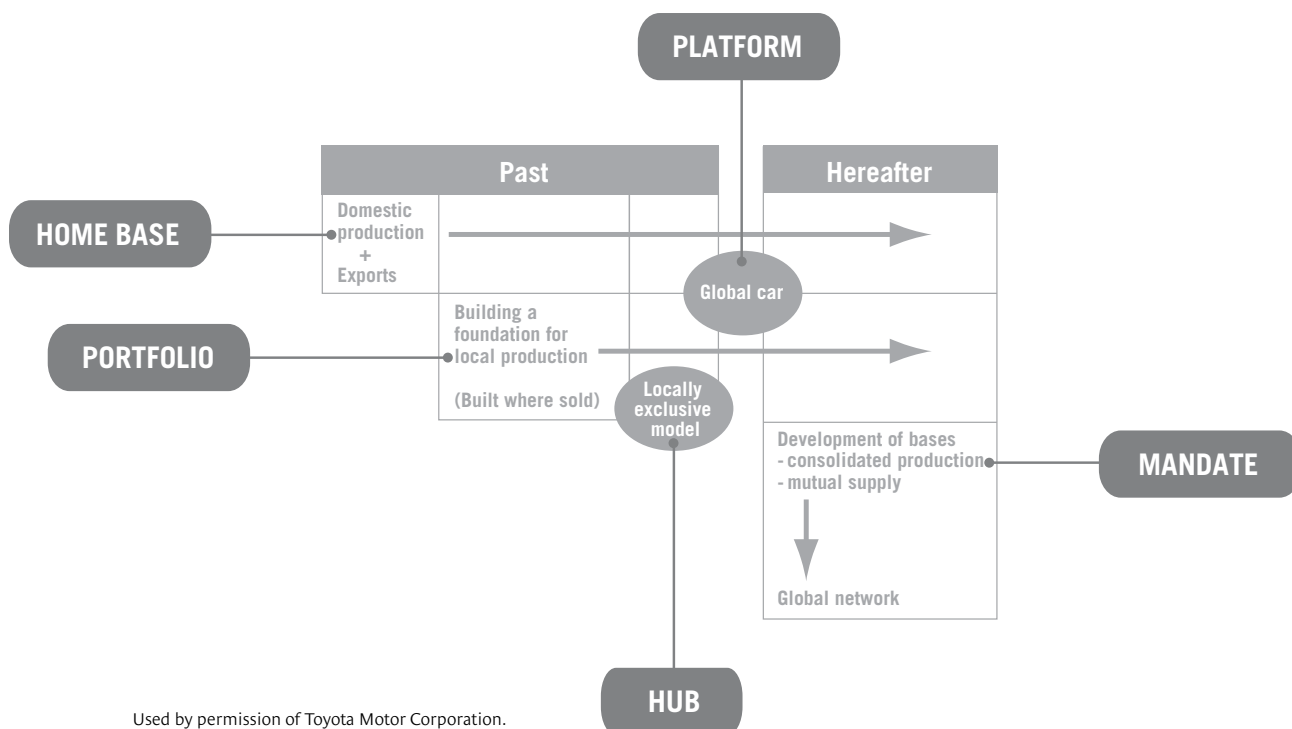 PLATFORM
Past
Hereafter
HOME BASE
Domestic
production
+
Exports
Global car
PORTFOLIO
Building a
foundation for
local production
(Built where sold)
Locally
exclusive
model
Development of bases
- consolidated production
- mutual supply
MANDATE
Global network
HUB
Used by permission of Toyota Motor Corporation.